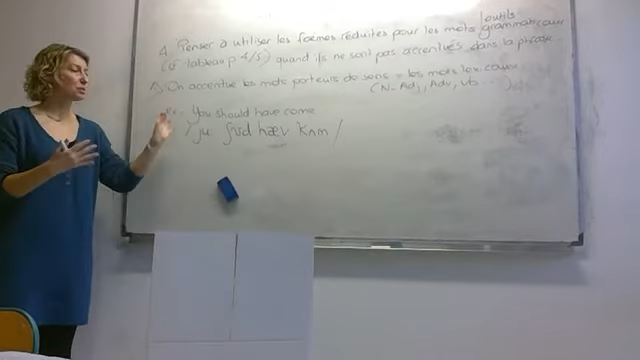 outils
1. Penser à utiliser les formes réduites pour les mots grammaticaux
(cf tableau p 4/5) quand ils ne sont pas accentués dans la phrase
On accentue les mots porteurs de sens = les mots lexicaux
(N - Adj, Adv, Vb ...)
Ex: You should have come
/ju ʃʊd hæv kʌm/